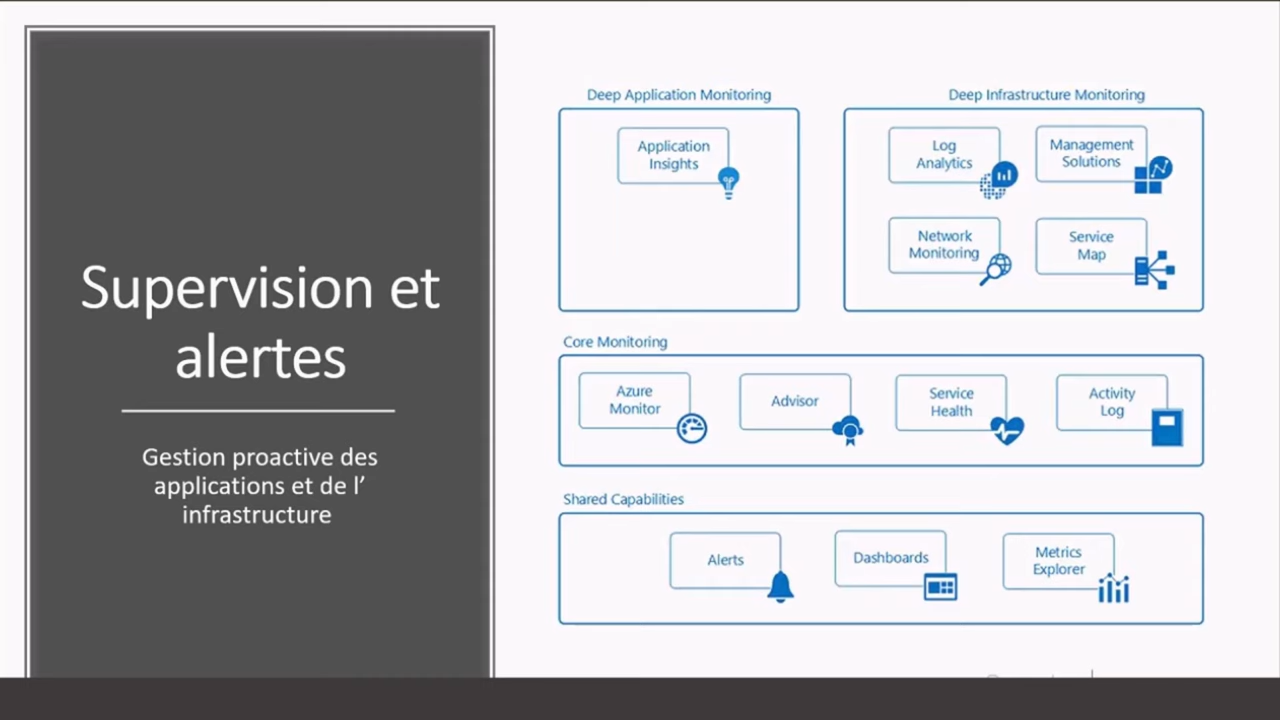 Supervision et
alertes
Gestion proactive des
applications et de l’
infrastructure
Deep Application Monitoring
Application
Insights
Deep Infrastructure Monitoring
Log
Analytics
Management
Solutions
Network
Monitoring
Service
Map
Core Monitoring
Azure
Monitor
Advisor
Service
Health
Activity
Log
Shared Capabilities
Alerts
Dashboards
Metrics
Explorer